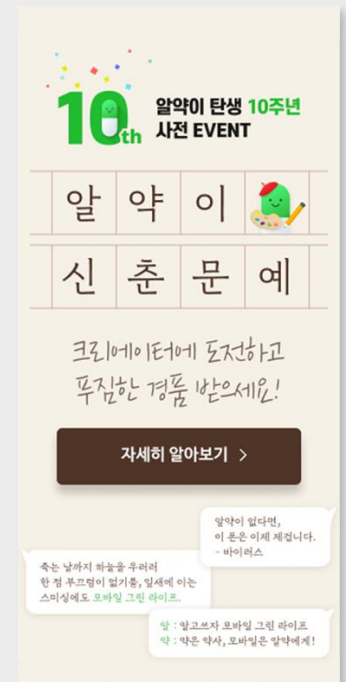 10th
알약이 탄생 10주년
사전 EVENT
알약이
신춘문예
크리에이터에 도전하고
푸짐한 경품 받으세요!
자세히 알아보기 >
알약이 없다면,
이 폰은 이제 제겁니다.
- 바이러스
죽는 날까지 하늘을 우러러
한 점 부끄럼이 없기를, 잎새에 이는
스미싱에도 모바일 그린 라이프.
알 : 알고쓰자 모바일 그린 라이프
약 : 약은 약사, 모바일은 알약에게!